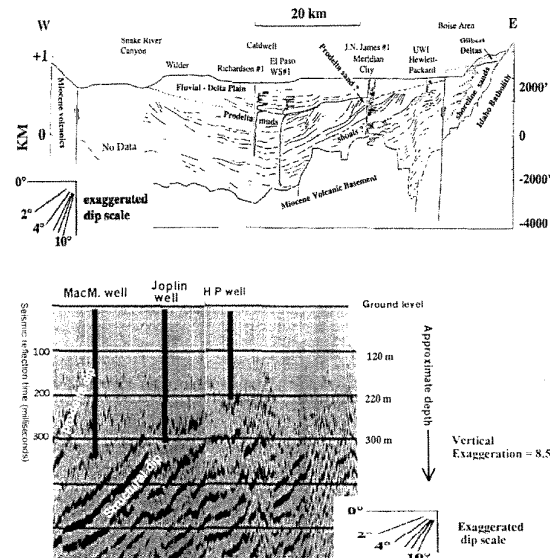 W
20 km
Boise Area
E
Snake River
Canyon
Wilder
Caldwell
Richardson #1
El Paso
WS#1
Prodelta sand
J.N. James #1
Meridian
City
UWI
Hewlett-
Packard
Gilbert
Deltas
+1
KM
0
Miocene volcanics
Fluvial - Delta Plain
Prodelta muds
shoals
shoreline sands
Idaho Batholith
2000'
0
-2000
-4000'
No Data
Miocene Volcanic Basement
0°
2°
4°
10°
exaggerated
dip scale
MacM. well
Joplin
well
H P well
Ground level
Seismic reflection time (milliseconds)
100
200
300
120 m
220 m
300 m
Approximate depth
Vertical
Exaggeration = 8.5
0°
2°
4°
10°
Exaggerated
dip scale